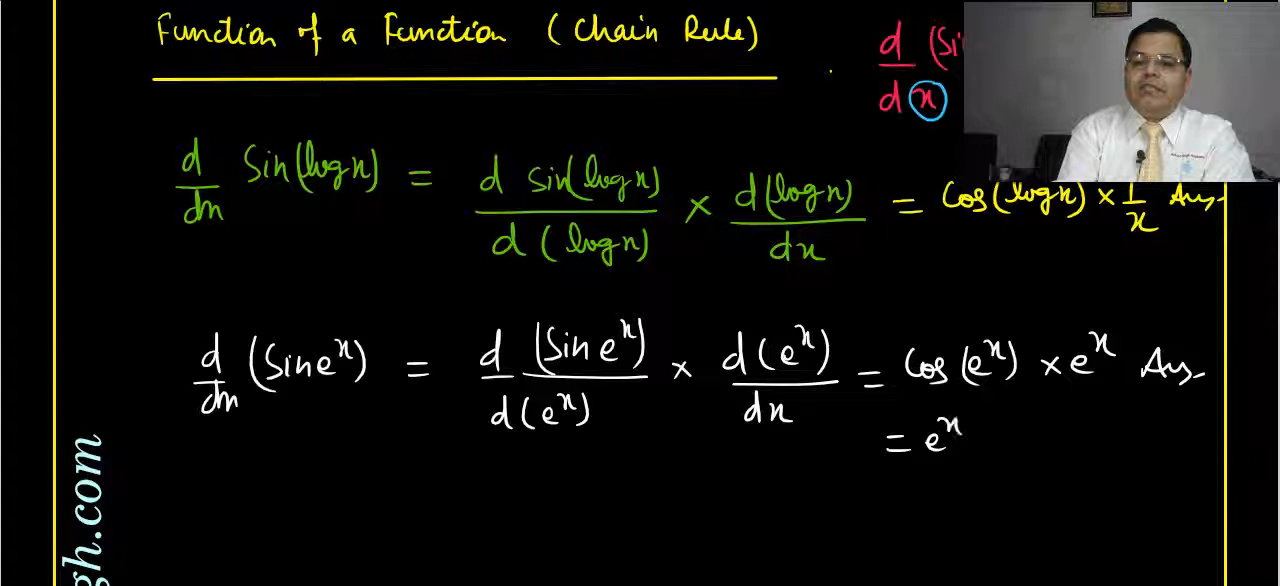 Function of a Function (Chain Rule)
d/dx (Si
d/dx Sin(log x) = d sin(log x)/d(log x) × d(log x)/dx = Cos(log x) × 1/x Ans.
d/dx (Sin e^x) = d (Sin e^x)/d(e^x) × d(e^x)/dx = Cos(e^x) × e^x Ans.
= e^x
gh.com